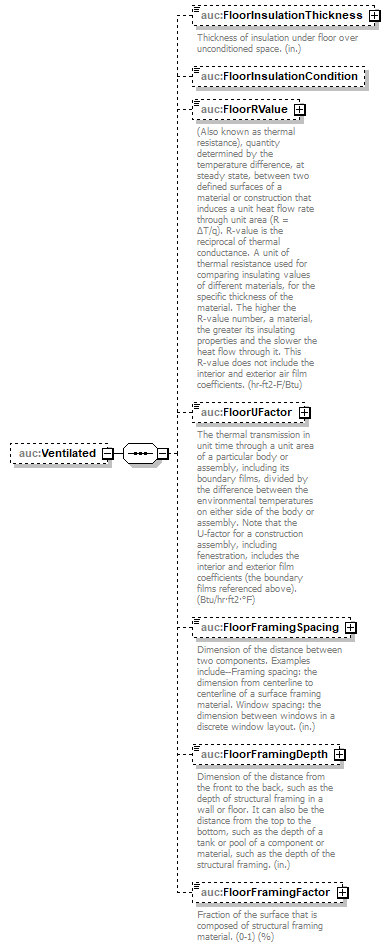 auc:FloorInsulationThickness
Thickness of insulation under floor over
unconditioned space. (in.)
auc:FloorInsulationCondition
auc:FloorRValue
(Also known as thermal
resistance), quantity
determined by the
temperature difference, at
steady state, between two
defined surfaces of a
material or construction that
induces a unit heat flow rate
through unit area (R =
ΔT/q). R-value is the
reciprocal of thermal
conductance. A unit of
thermal resistance used for
comparing insulating values
of different materials, for the
specific thickness of the
material. The higher the
R-value number, a material,
the greater its insulating
properties and the slower the
heat flow through it. This
R-value does not include the
interior and exterior air film
coefficients. (hr-ft2-F/Btu)
auc:FloorUFactor
The thermal transmission in
unit time through a unit area
of a particular body or
assembly, including its
boundary films, divided by
the difference between the
environmental temperatures
on either side of the body or
assembly. Note that the
U-factor for a construction
assembly, including
fenestration, includes the
interior and exterior film
coefficients (the boundary
films referenced above).
(Btu/hr·ft2·°F)
auc:Ventilated
auc:FloorFramingSpacing
Dimension of the distance between
two components. Examples
include--Framing spacing: the
dimension from centerline to
centerline of a surface framing
material. Window spacing: the
dimension between windows in a
discrete window layout. (in.)
auc:FloorFramingDepth
Dimension of the distance from
the front to the back, such as the
depth of structural framing in a
wall or floor. It can also be the
distance from the top to the
bottom, such as the depth of a
tank or pool of a component or
material, such as the depth of the
structural framing. (in.)
auc:FloorFramingFactor
Fraction of the surface that is
composed of structural framing
material. (0-1) (%)